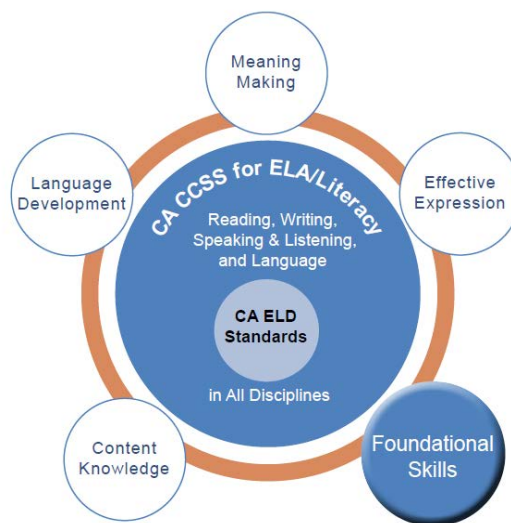 Meaning
Making
Language
Development
Effective
Expression
CA CCSS for ELA/Literacy
Reading, Writing,
Speaking & Listening,
and Language
CA ELD
Standards
in All Disciplines
Content
Knowledge
Foundational
Skills